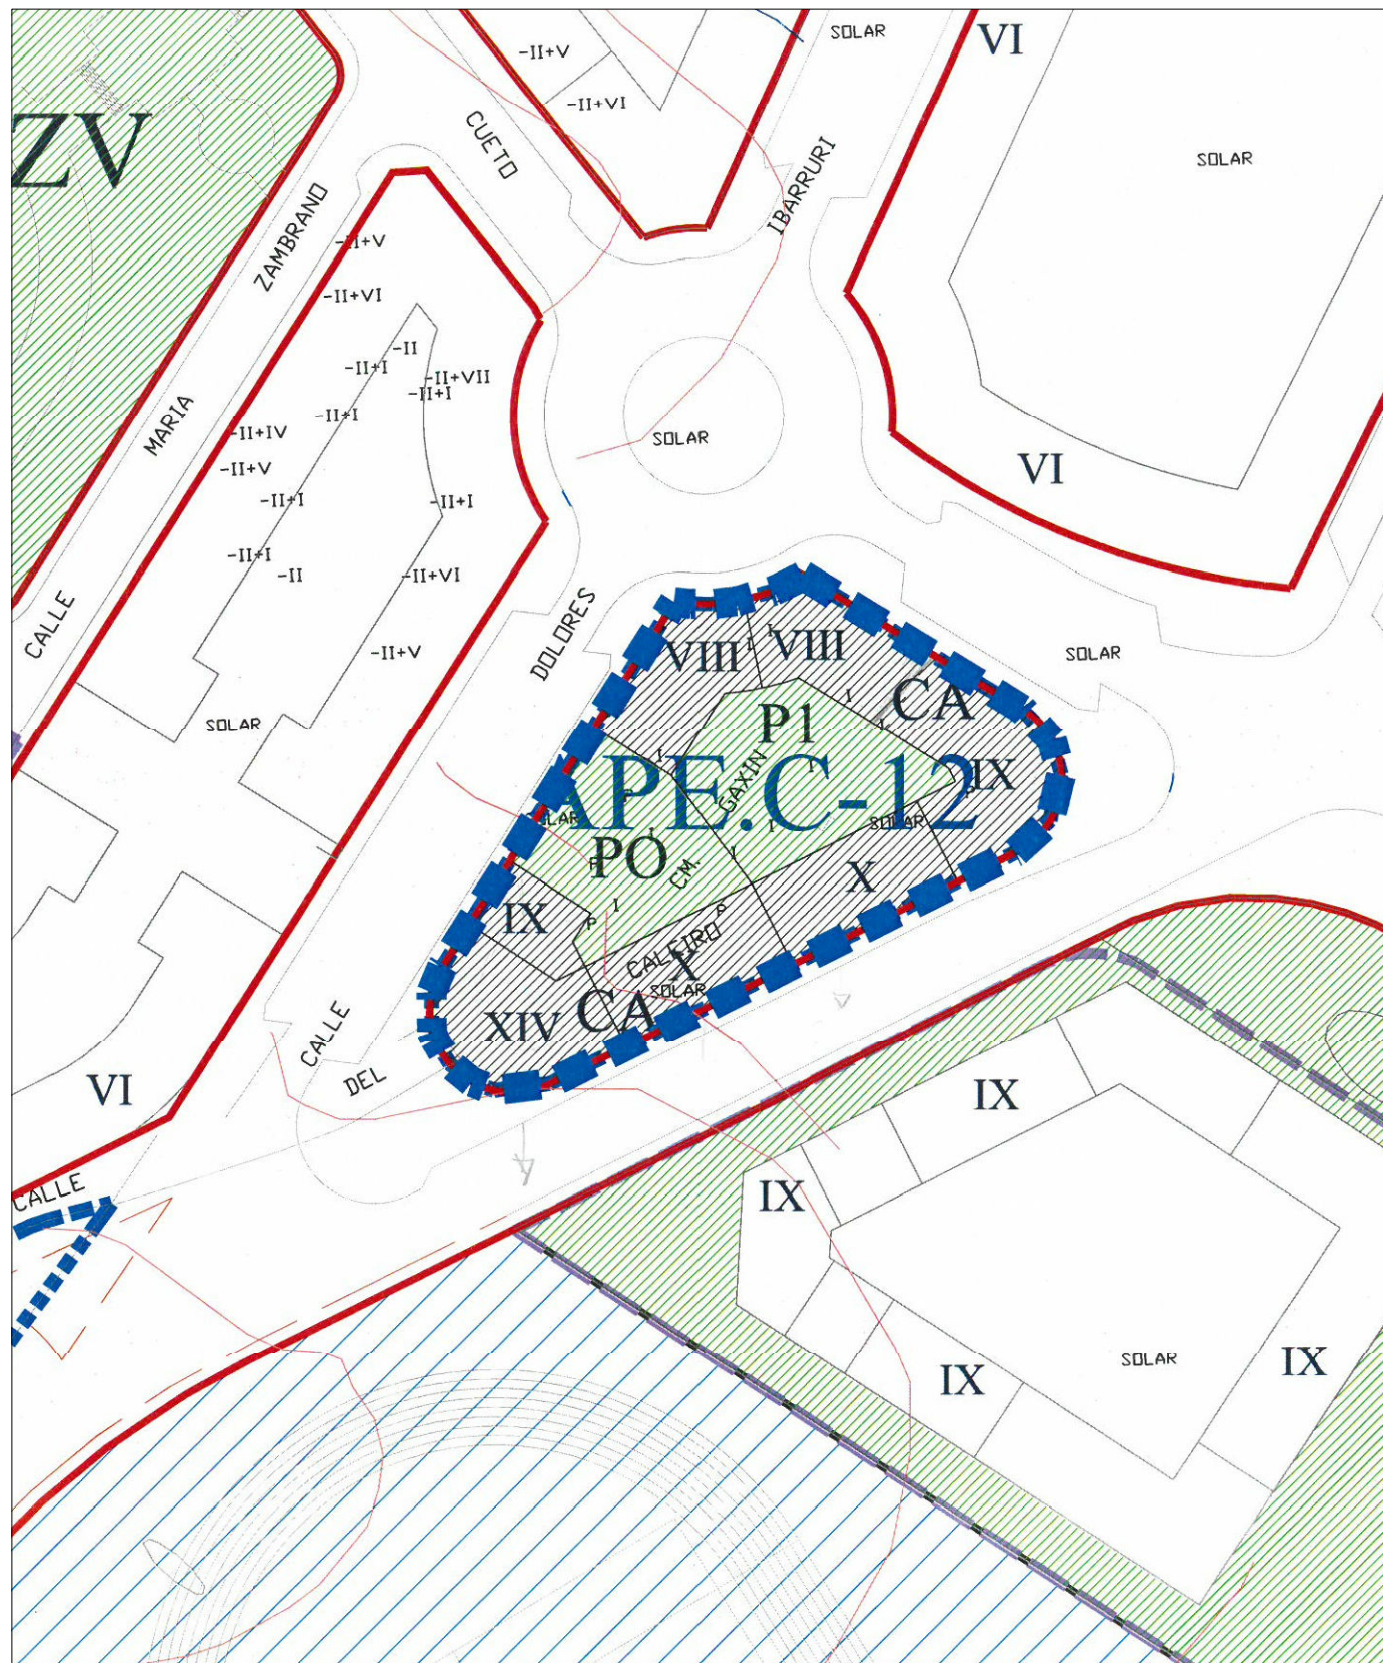 SOLAR
VI
-II+V
-II+VI
ZV
CUETO
IBARRURI
SOLAR
ZAMBRANO
-II+V
-II+VI
-II
-II+I
-II+VII
-II+I
MARIA
-II+I
-II+IV
SOLAR
-II+V
VI
-II+I
-II+I
-II+I
-II
-II+VI
CALLE
DOLORES
-II+V
VIII
VIII
SOLAR
CA
P1
SOLAR
GAXIN
IX
APE.C-12
SOLAR
PO
CM.
X
IX
CALEIRO
X
SOLAR
CA
XIV
CALLE
DEL
VI
IX
CALLE
IX
SOLAR
IX
IX